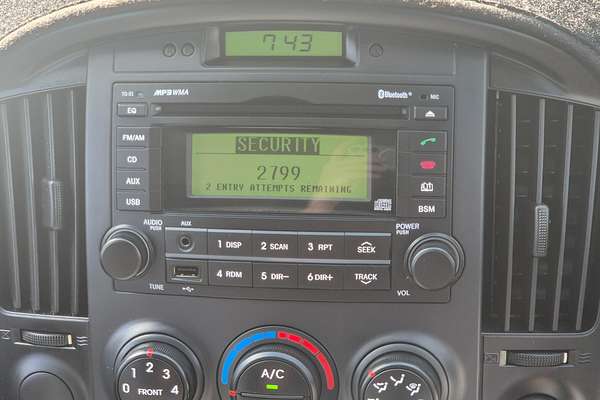 7 43
TO-01 MP3 WMA Bluetooth® MIC
EQ
SECURITY
2799
2 ENTRY ATTEMPTS REMAINING
FM/AM
CD
AUX
USB
BSM
AUDIO PUSH
AUX
POWER PUSH
1 DISP 2 SCAN 3 RPT SEEK
4 RDM 5 DIR- 6 DIR+ TRACK
TUNE VOL
0 1 2 3 4
FRONT
A/C